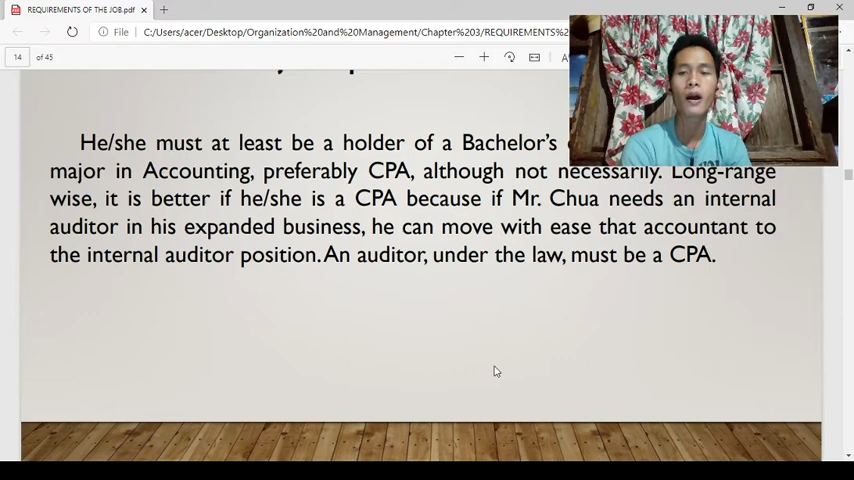 REQUIREMENTS OF THE JOB.pdf
File
C:/Users/acer/Desktop/Organization%20and%20Management/Chapter%203/REQUIREMENTS%2
14 of 45
He/she must at least be a holder of a Bachelor's
major in Accounting, preferably CPA, although not necessarily. Long-range
wise, it is better if he/she is a CPA because if Mr. Chua needs an internal
auditor in his expanded business, he can move with ease that accountant to
the internal auditor position. An auditor, under the law, must be a CPA.